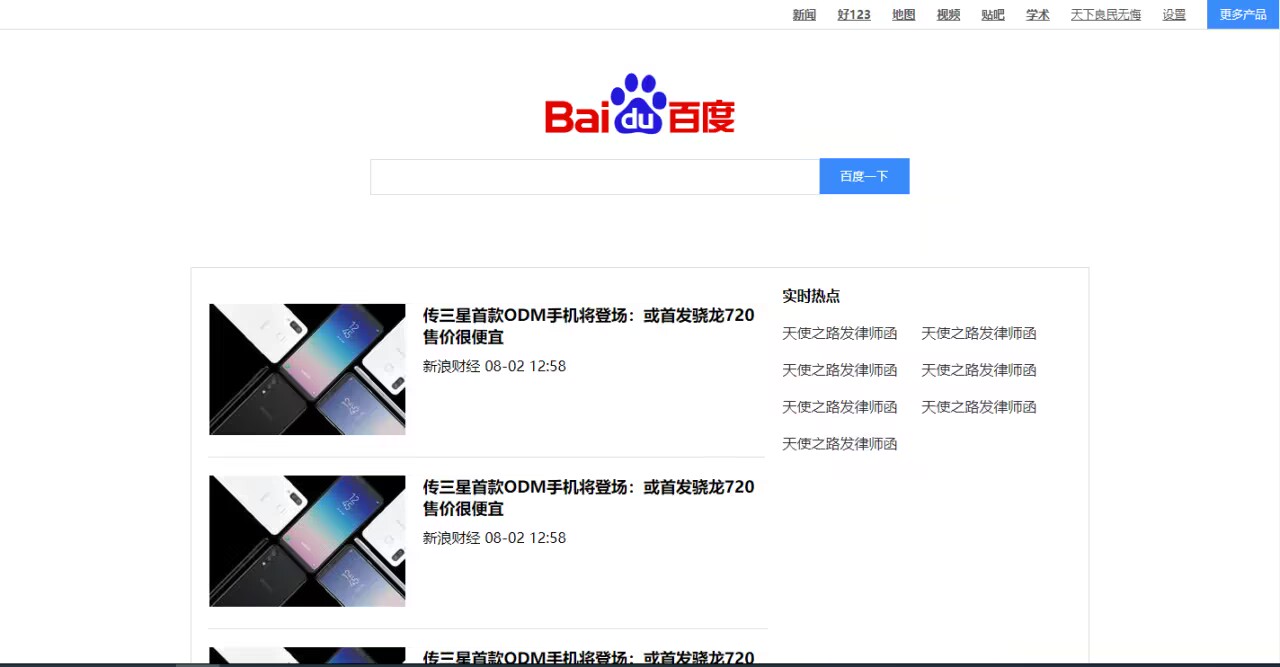 新闻 好123 地图 视频 贴吧 学术 天下良民无悔 设置 更多产品
Bai du 百度
百度一下
传三星首款ODM手机将登场：或首发骁龙720
售价很便宜
新浪财经 08-02 12:58
实时热点
天使之路发律师函 天使之路发律师函
天使之路发律师函 天使之路发律师函
天使之路发律师函 天使之路发律师函
天使之路发律师函
传三星首款ODM手机将登场：或首发骁龙720
售价很便宜
新浪财经 08-02 12:58
传三星首款ODM手机将登场：或首发骁龙720